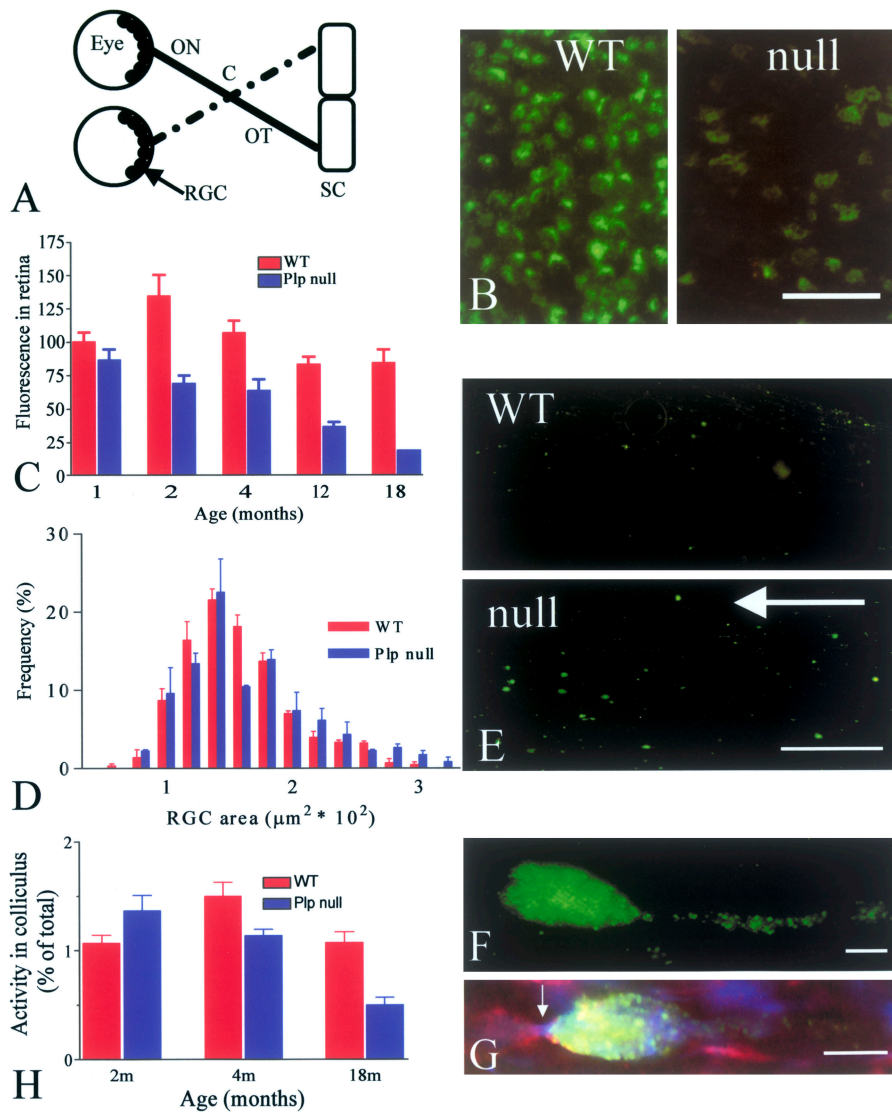 Eye
ON
C
OT
RGC
SC
A
WT
null
B
Fluorescence in retina
175
150
125
100
75
50
25
0
WT
Plp null
1 2 4 12 18
Age (months)
C
WT
null
E
Frequency (%)
30
20
10
0
WT
Plp null
1 2 3
RGC area (μm² * 10²)
D
Activity in colliculus
(% of total)
2
1
0
WT
Plp null
2m 4m 18m
Age (months)
H
F
G